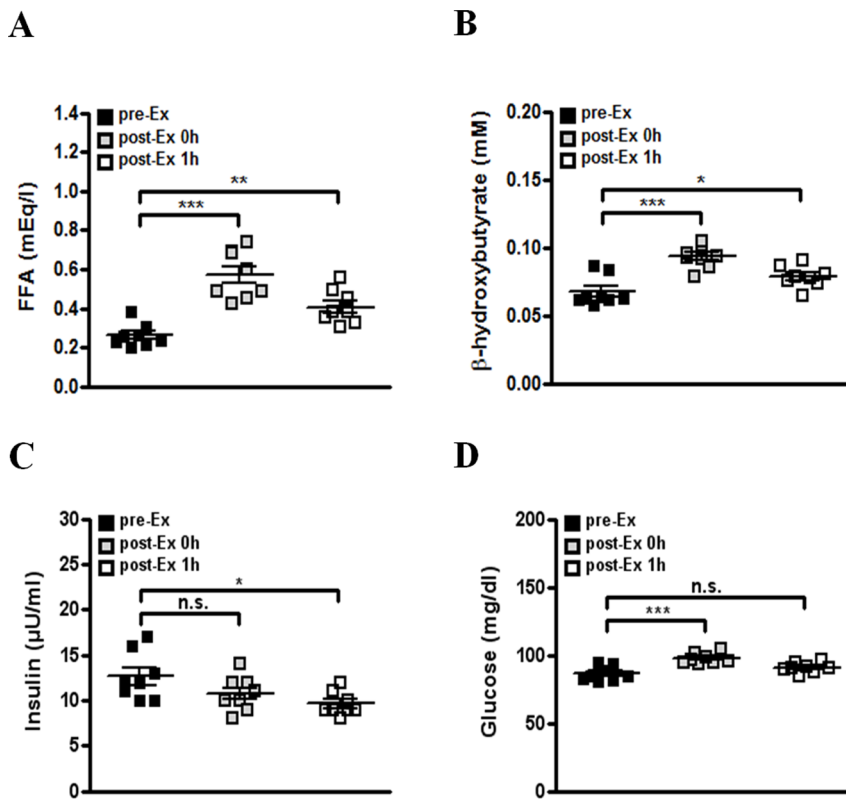 A
FFA (mEq/l)
1.4
1.2
1.0
0.8
0.6
0.4
0.2
0.0
pre-Ex
post-Ex 0h
post-Ex 1h
**
***
B
β-hydroxybutyrate (mM)
0.20
0.15
0.10
0.05
0.00
pre-Ex
post-Ex 0h
post-Ex 1h
*
***
C
Insulin (µU/ml)
30
25
20
15
10
5
0
pre-Ex
post-Ex 0h
post-Ex 1h
*
n.s.
D
Glucose (mg/dl)
200
150
100
50
0
pre-Ex
post-Ex 0h
post-Ex 1h
n.s.
***